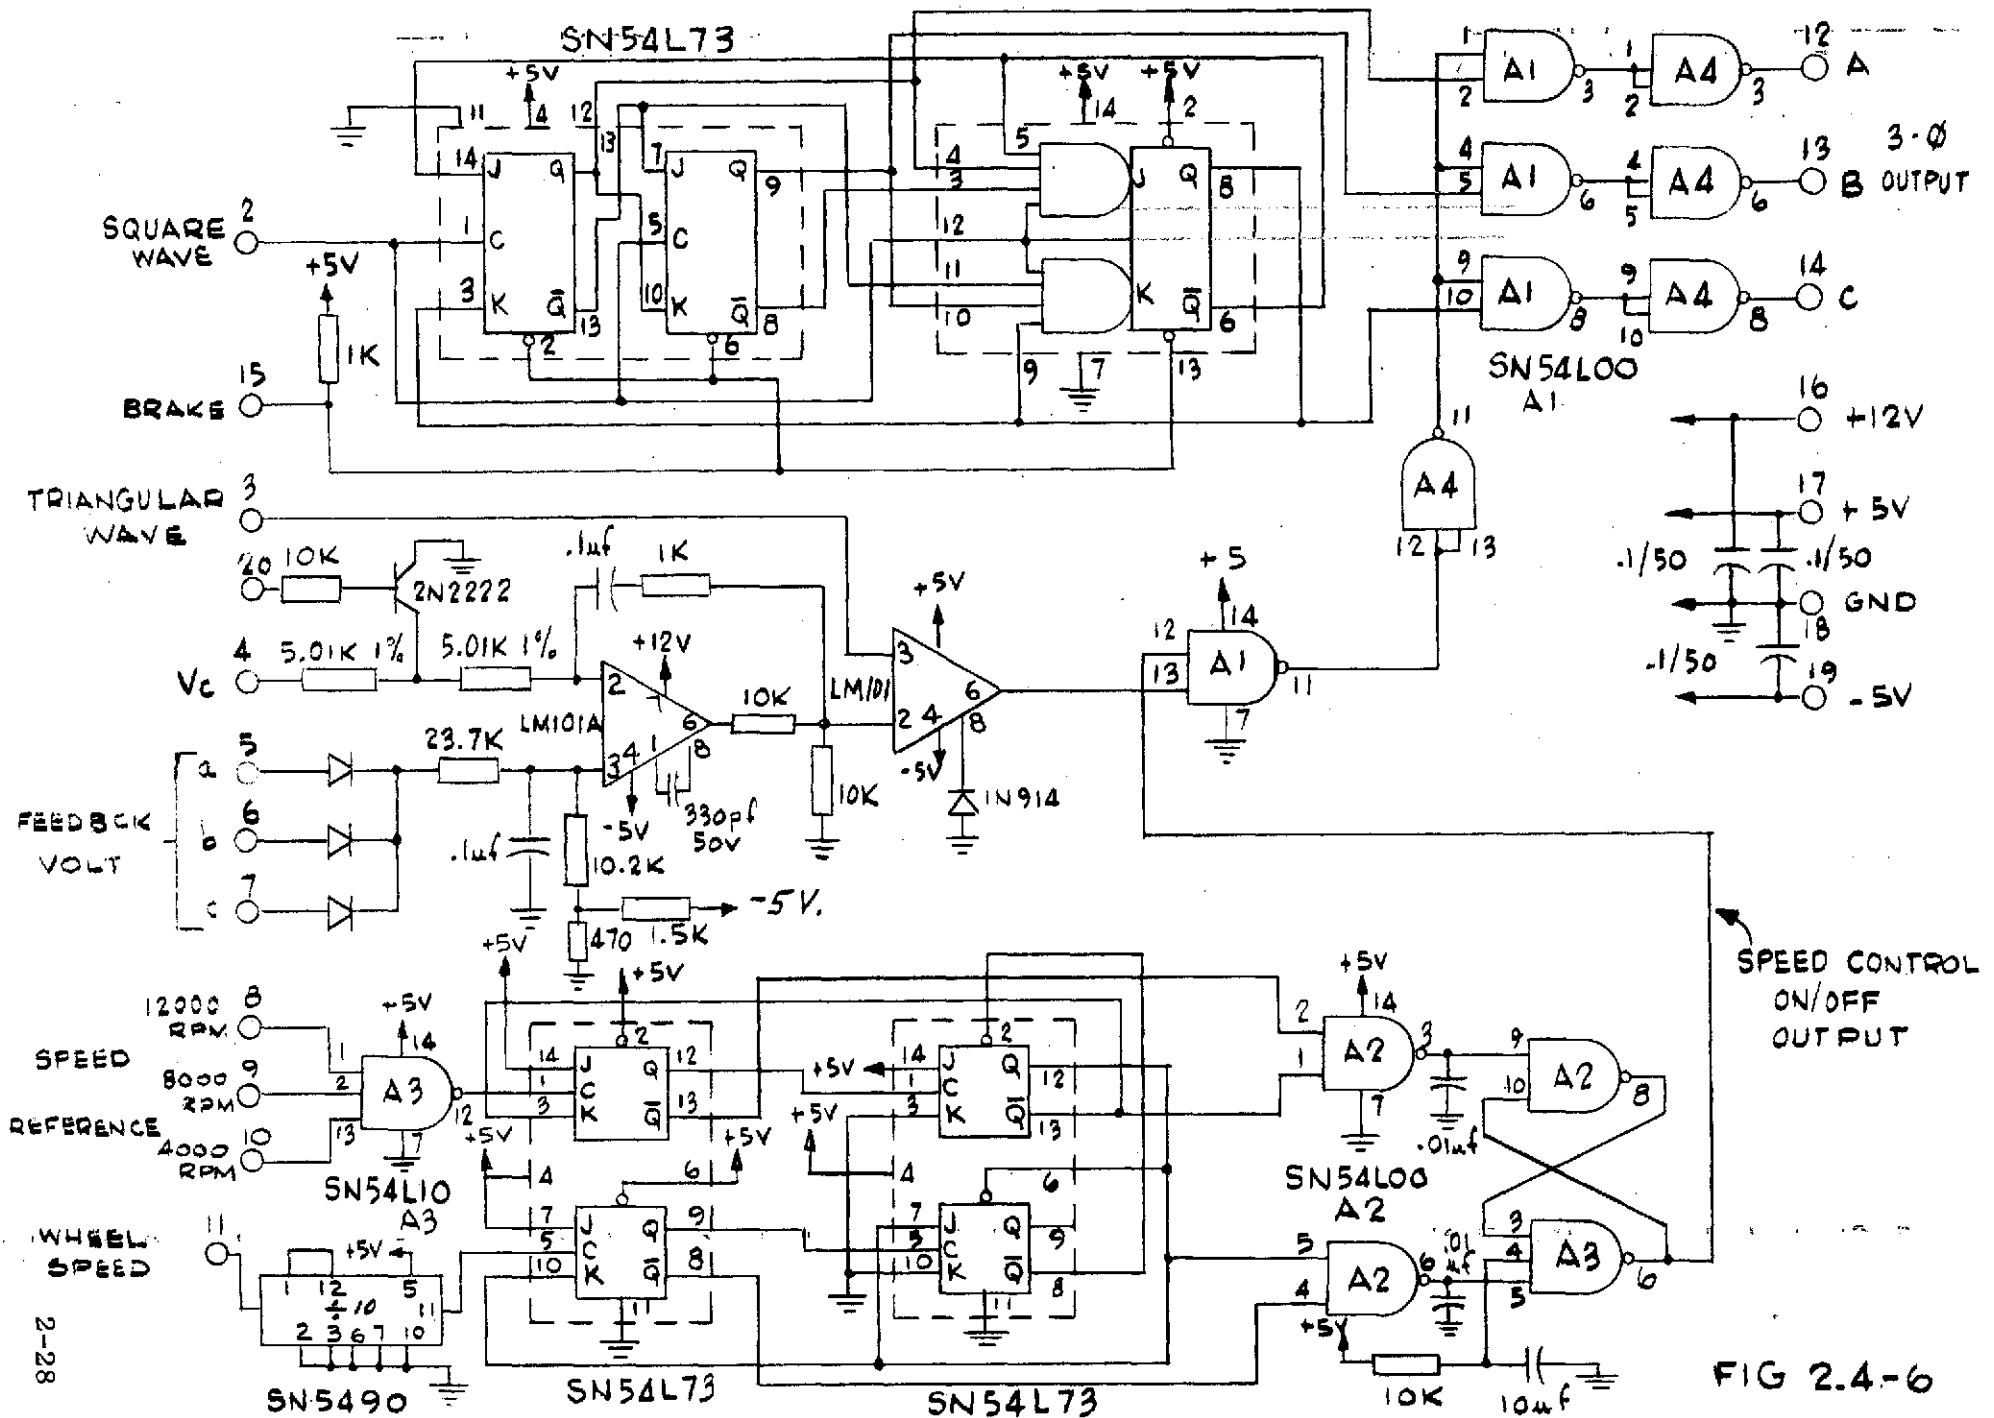 SN54L73
+5V
11
4
12
13
+5V
+5V
14
2
14
J
Q
7
J
Q
9
5
4
3
J
Q
8
SQUARE
WAVE
2
1
C
5
C
12
+5V
3
K
Q̅
13
10
K
Q̅
8
11
10
K
Q̅
6
2
6
9
7
13
1K
15
BRAKE
1
2
A1
3
1
2
A4
3
12
A
4
5
A1
6
4
5
A4
6
13
B
3-Ø
OUTPUT
9
10
A1
8
9
10
A4
8
14
C
SN54L00
A1
11
A4
12
13
16
+12V
17
+5V
.1/50
.1/50
GND
18
.1/50
19
-5V
TRIANGULAR
WAVE
3
20
10K
2N2222
.1uf
1K
4
Vc
5.01K 1%
5.01K 1%
+12V
2
LM101A
6
3
4
1
8
-5V
330pf
50V
10K
10K
+5V
3
LM101
2
4
6
8
-5V
1N914
+5
14
12
13
A1
11
7
FEEDBCK
VOLT
5
a
6
b
7
c
23.7K
.1uf
10.2K
-5V.
470
1.5K
SPEED CONTROL
ON/OFF
OUTPUT
12000
RPM
8
SPEED
8000
RPM
9
REFERENCE
4000
RPM
10
+5V
14
1
2
13
A3
12
7
SN54L10
A3
+5V
+5V
2
14
J
Q
12
1
C
3
K
Q̅
13
+5V
4
6
+5V
7
J
Q
9
5
C
10
K
Q̅
8
11
SN54L73
2
+5V
14
J
Q
12
1
C
3
K
Q̅
13
+5V
4
6
7
J
Q
9
5
C
10
K
Q̅
8
11
SN54L73
+5V
14
2
1
A2
3
7
SN54L00
A2
.01uf
9
10
A2
8
5
4
A2
6
.01
uf
3
4
5
A3
6
+5V
10K
10uf
WHEEL
SPEED
11
+5V
1
12
5
÷10
11
2
3
6
7
10
SN5490
2-28
FIG 2.4-6